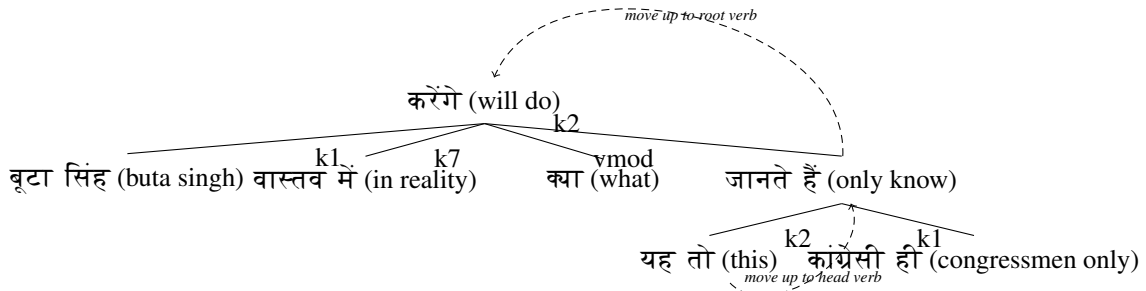 move up to root verb
करेंगे (will do)
k1 k7 k2 vmod
बूटा सिंह (buta singh) वास्तव में (in reality) क्या (what) जानते हैं (only know)
k2 k1
यह तो (this) कांग्रेसी ही (congressmen only)
move up to head verb